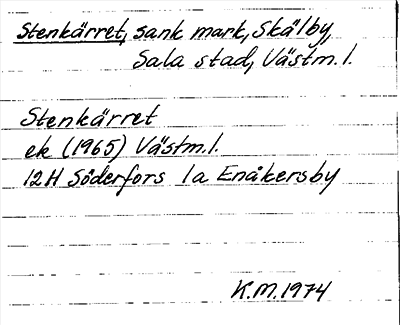 Stenkärret, sank mark, Skälby,
Sala stad, Västm.l.
Stenkärret
ek (1965) Västm.l.
12H Söderfors 1a Enåkersby
K.M. 1974